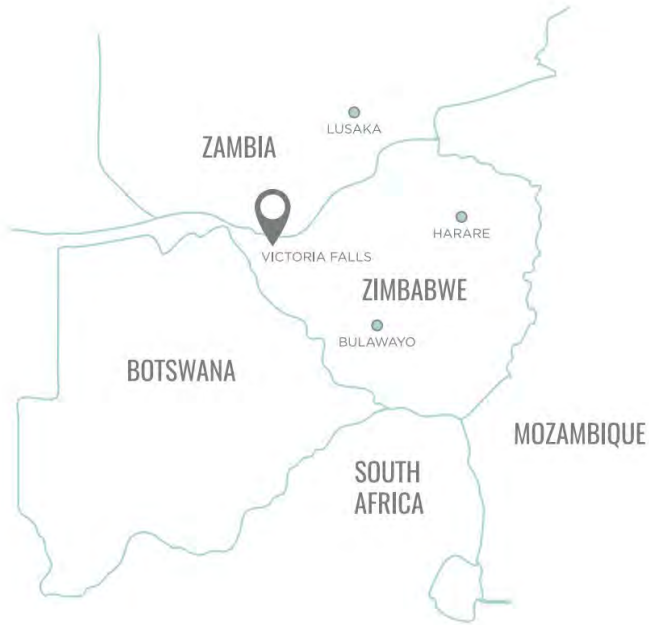 LUSAKA
ZAMBIA
HARARE
VICTORIA FALLS
ZIMBABWE
BULAWAYO
BOTSWANA
MOZAMBIQUE
SOUTH
AFRICA